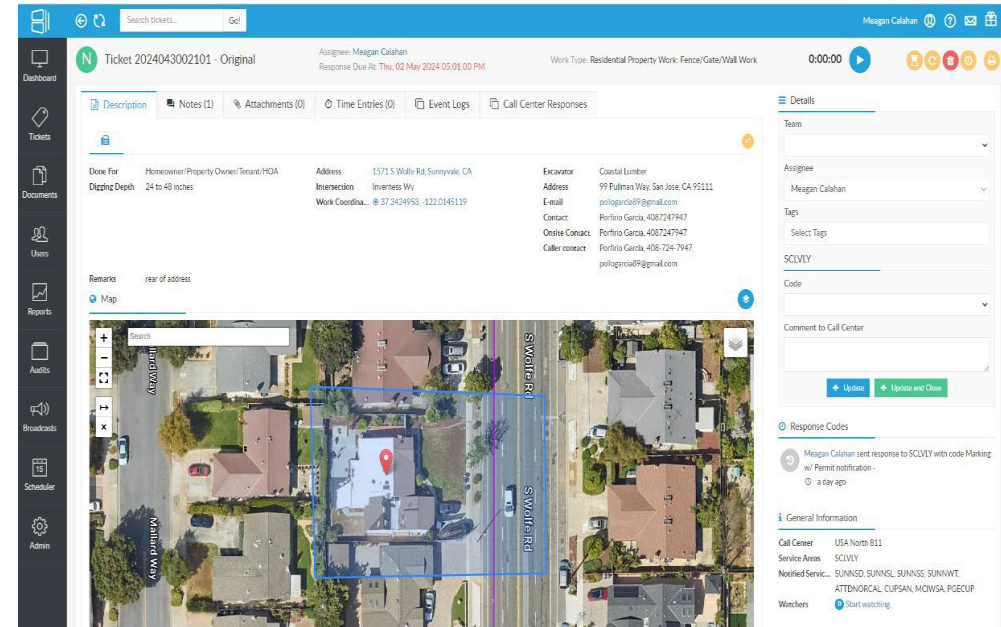 Search tickets...
Go!
Meagan Calahan
Dashboard
Tickets
Documents
Users
Reports
Audits
Broadcasts
15
Scheduler
Admin
N
Ticket 2024043002101 - Original
Assignee: Meagan Calahan
Response Due At: Thu, 02 May 2024 05:01:00 PM
Work Type: Residential Property Work: Fence/Gate/Wall Work
0:00:00
Description
Notes (1)
Attachments (0)
Time Entries (0)
Event Logs
Call Center Responses
Done For Homeowner/Property Owner/Tenant/HOA
Digging Depth 24 to 48 inches
Address 1571 S Wolfe Rd, Sunnyvale, CA
Intersection Inverness Wy
Work Coordina... 37.3424953, -122.0145119
Excavator Coastal Lumber
Address 99 Pullman Way, San Jose, CA 95111
E-mail pollogarcia89@gmail.com
Contact Porfirio Garcia, 4087247947
Onsite Contact Porfirio Garcia, 4087247947
Caller contact Porfirio Garcia, 408-724-7947,
pollogarcia89@gmail.com
Remarks rear of address
Map
+
Search
−
x
Mallard Way
S Wolfe Rd
S Wolfe Rd
Mallard Way
Details
Team
Assignee
Meagan Calahan
Tags
Select Tags
SCLVLY
Code
Comment to Call Center
Update
Update and Close
Response Codes
Meagan Calahan sent response to SCLVLY with code Marking
w/ Permit notification -
a day ago
General Information
Call Center USA North 811
Service Areas SCLVLY
Notified Servic... SUNNSD, SUNNSL, SUNNSS, SUNNWT,
ATTDNORCAL, CUPSAN, MCIWSA, PGECUP
Watchers 0 Start watching